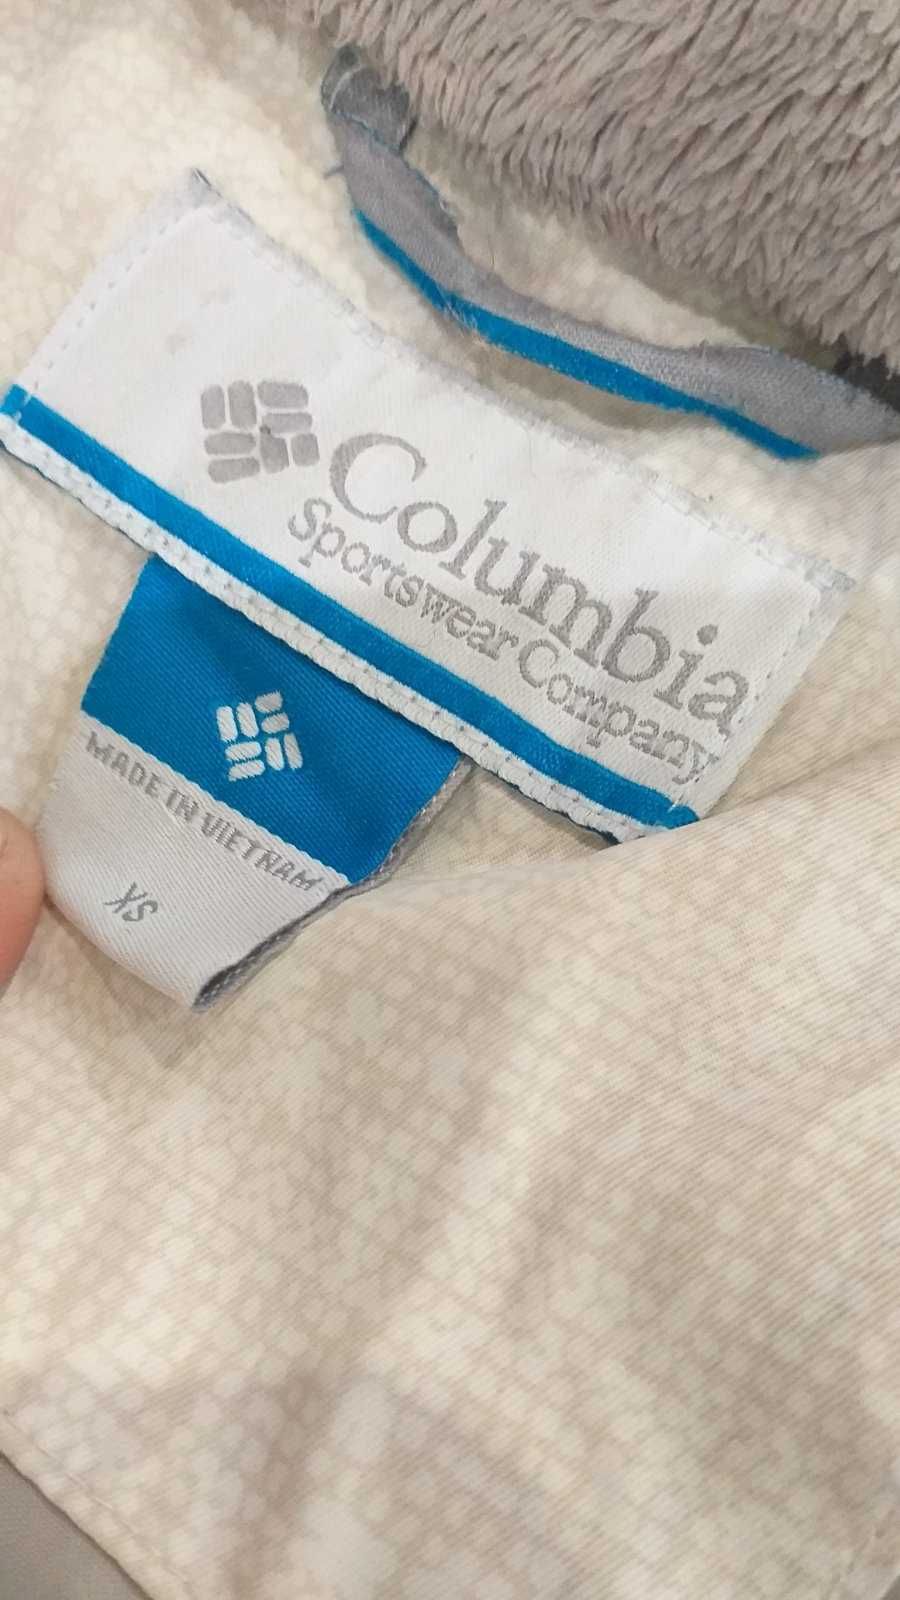 Columbia
Sportswear Company
MADE IN VIETNAM
XS